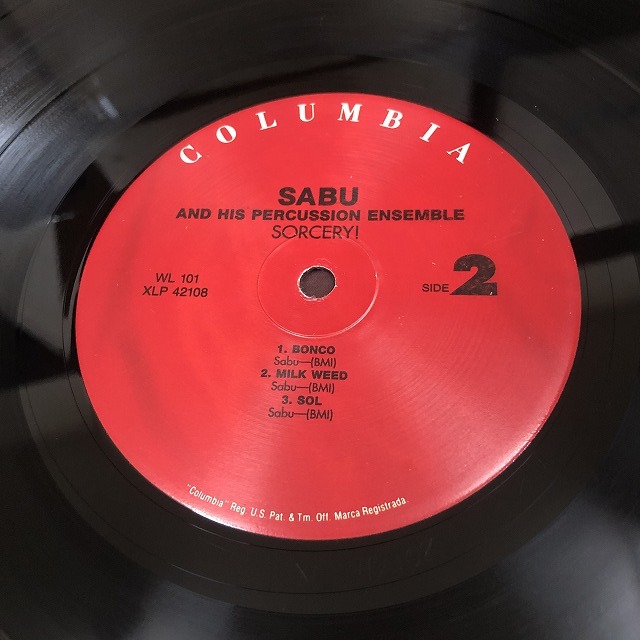 COLUMBIA
SABU
AND HIS PERCUSSION ENSEMBLE
SORCERY!
WL 101
XLP 42108
SIDE 2
1. BONCO
Sabu—(BMI)
2. MILK WEED
Sabu—(BMI)
3. SOL
Sabu—(BMI)
"Columbia" Reg. U.S. Pat. & Tm. Off. Marca Registrada.